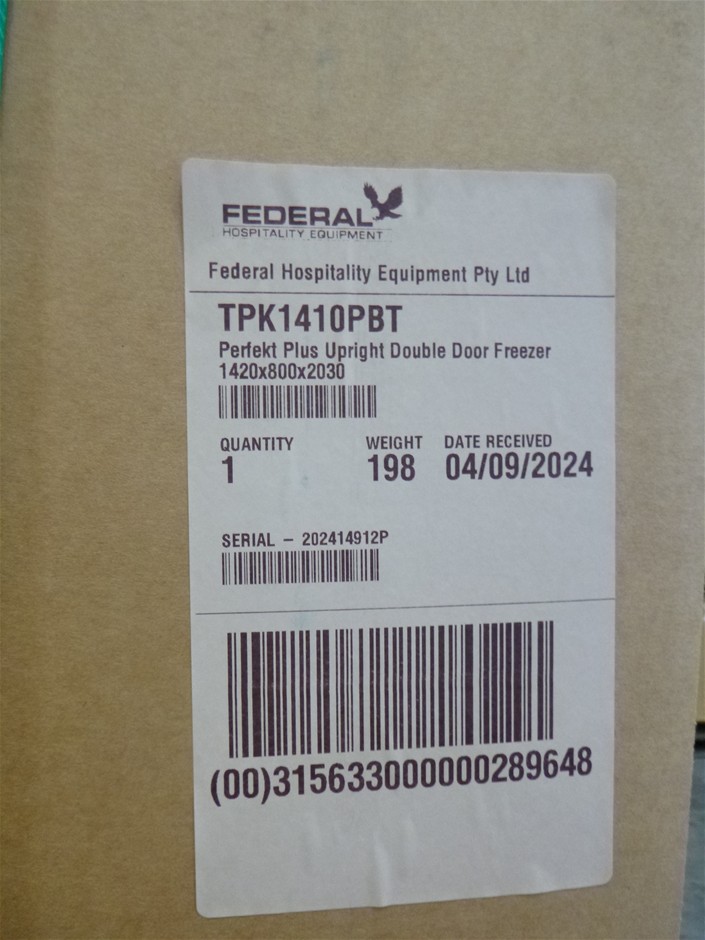 FEDERAL
HOSPITALITY EQUIPMENT
Federal Hospitality Equipment Pty Ltd
TPK1410PBT
Perfekt Plus Upright Double Door Freezer
1420x800x2030
QUANTITY WEIGHT DATE RECEIVED
1 198 04/09/2024
SERIAL – 202414912P
(00)315633000000289648